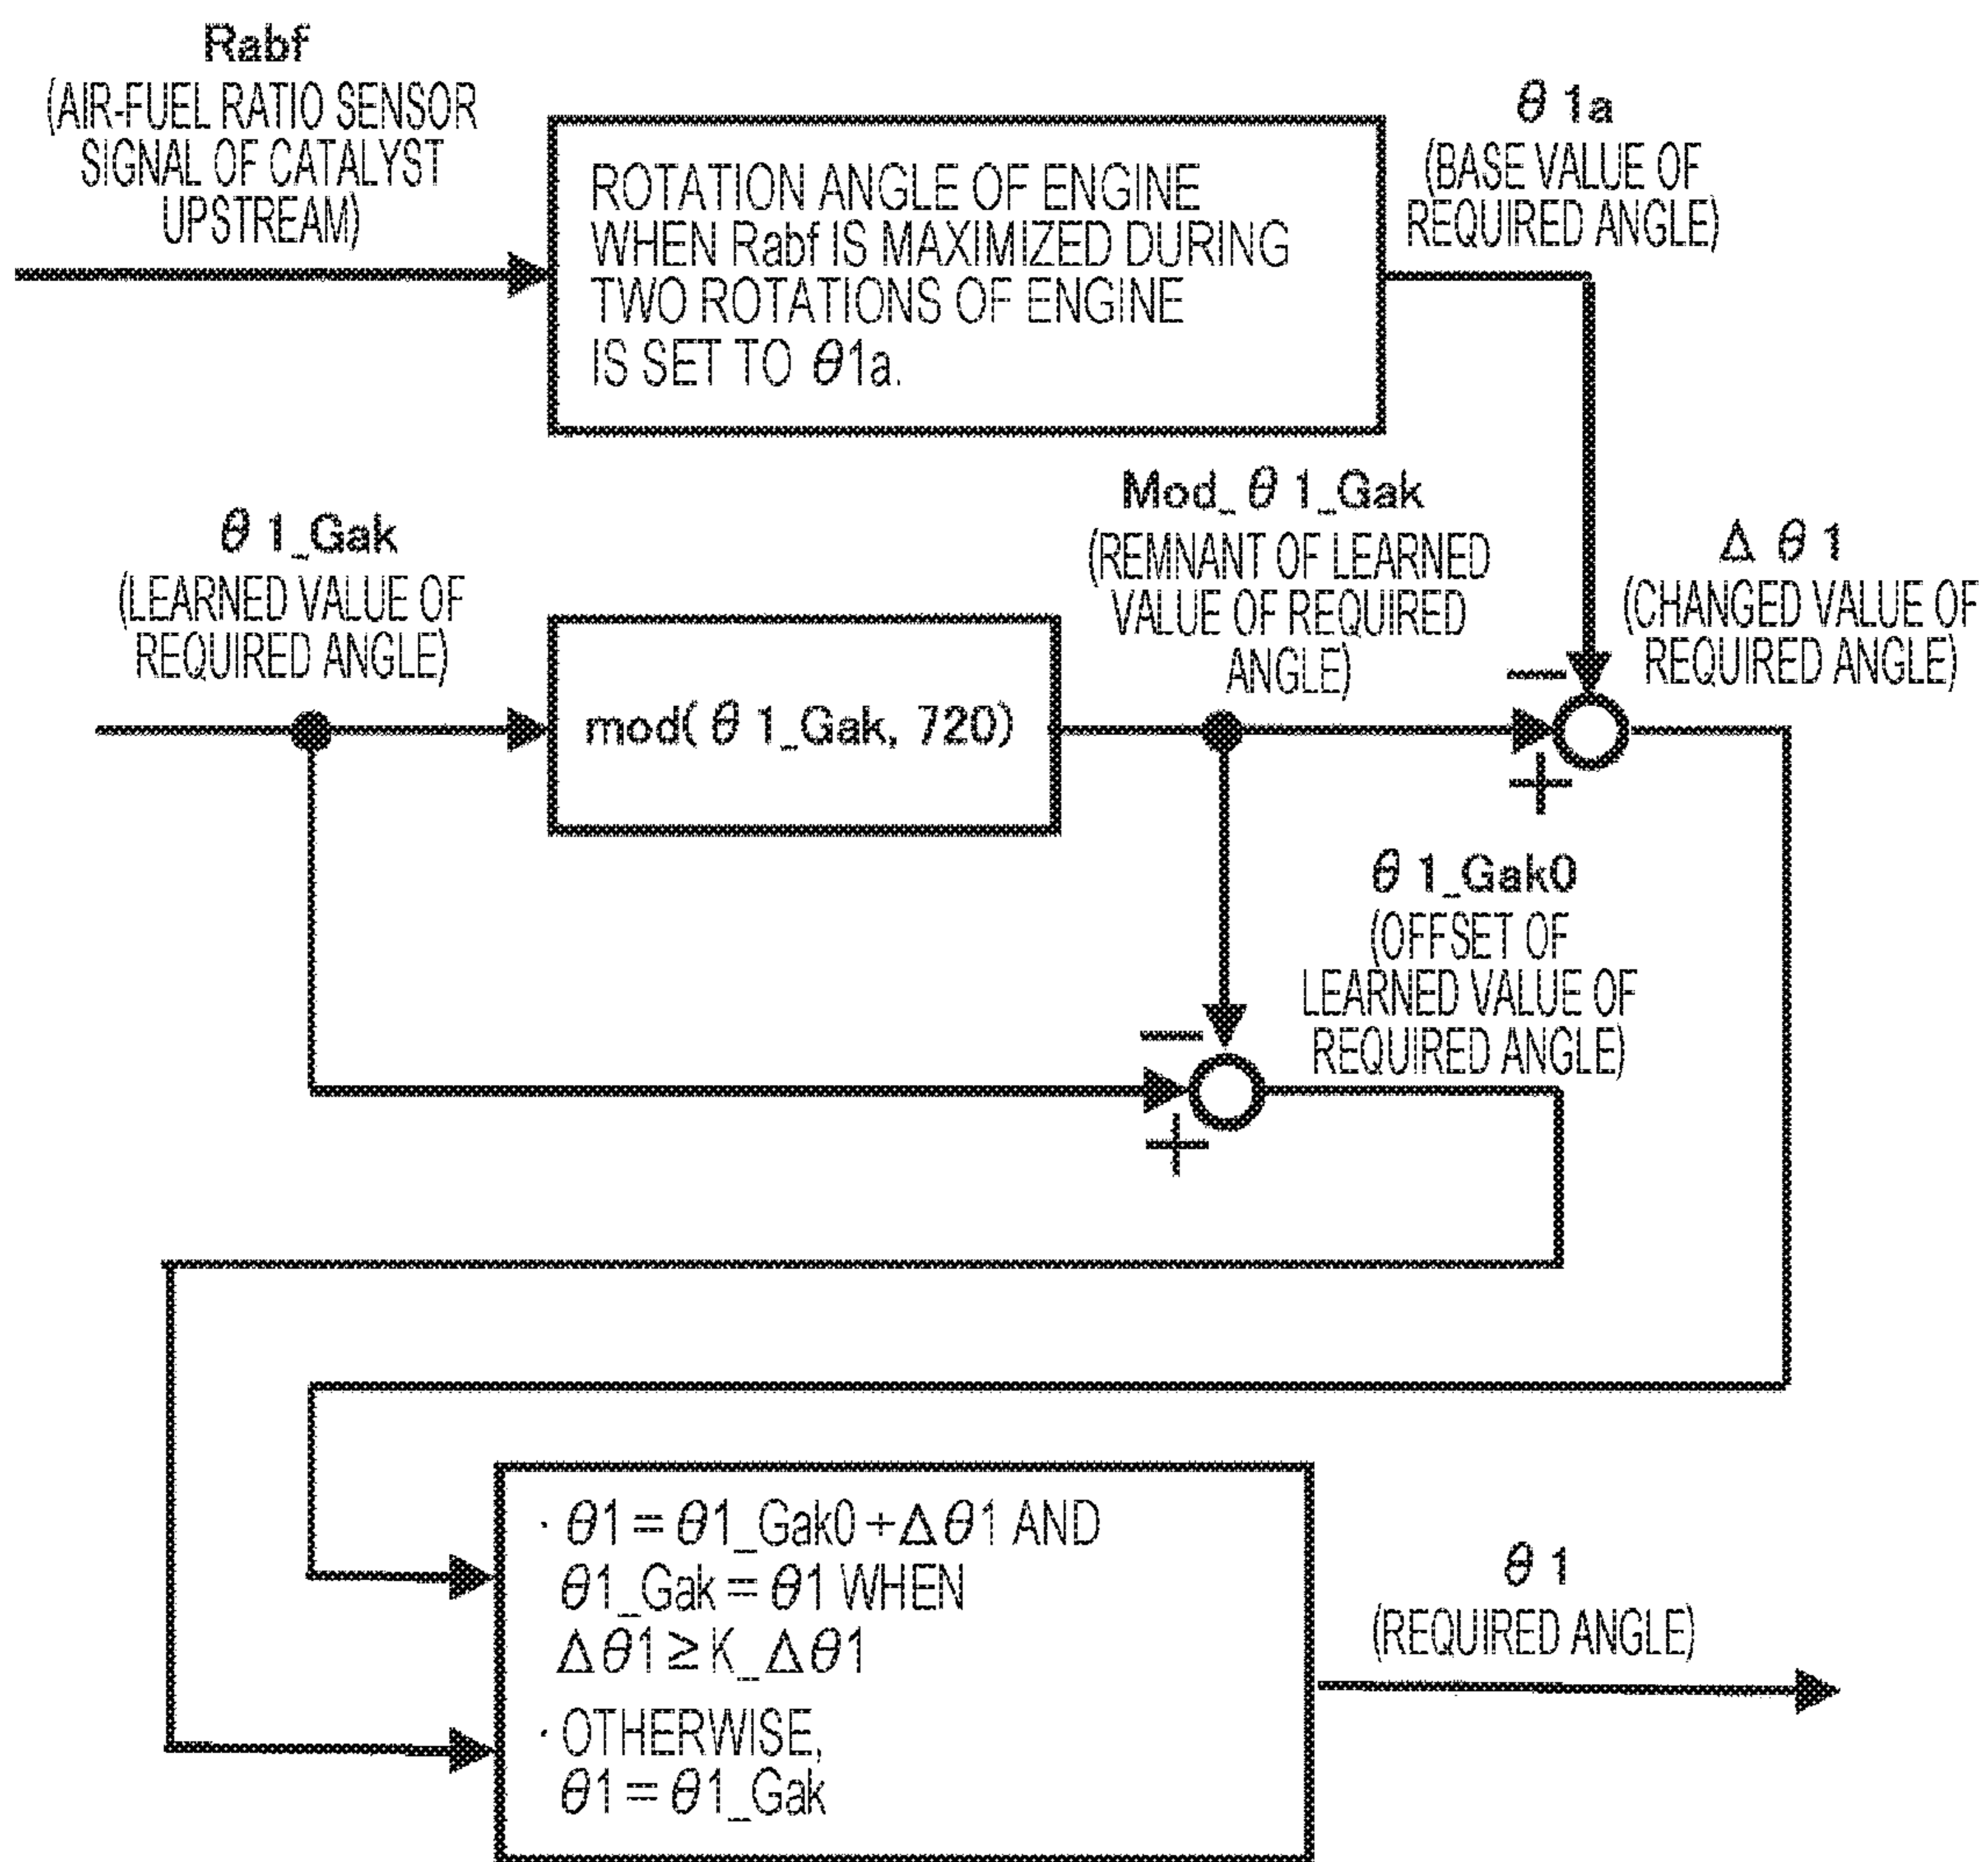 Rabf
(AIR-FUEL RATIO SENSOR
SIGNAL OF CATALYST
UPSTREAM)
ROTATION ANGLE OF ENGINE
WHEN Rabf IS MAXIMIZED DURING
TWO ROTATIONS OF ENGINE
IS SET TO θ1a.
θ 1a
(BASE VALUE OF
REQUIRED ANGLE)
θ 1_Gak
(LEARNED VALUE OF
REQUIRED ANGLE)
mod( θ 1_Gak, 720)
Mod_ θ 1_Gak
(REMNANT OF LEARNED
VALUE OF REQUIRED
ANGLE)
Δ θ 1
(CHANGED VALUE OF
REQUIRED ANGLE)
−
+
θ 1_Gak0
(OFFSET OF
LEARNED VALUE OF
REQUIRED ANGLE)
−
+
· θ1 = θ1_Gak0 + Δθ1 AND
θ1_Gak = θ1 WHEN
Δθ1 ≥ K_Δθ1
· OTHERWISE,
θ1 = θ1_Gak
θ 1
(REQUIRED ANGLE)